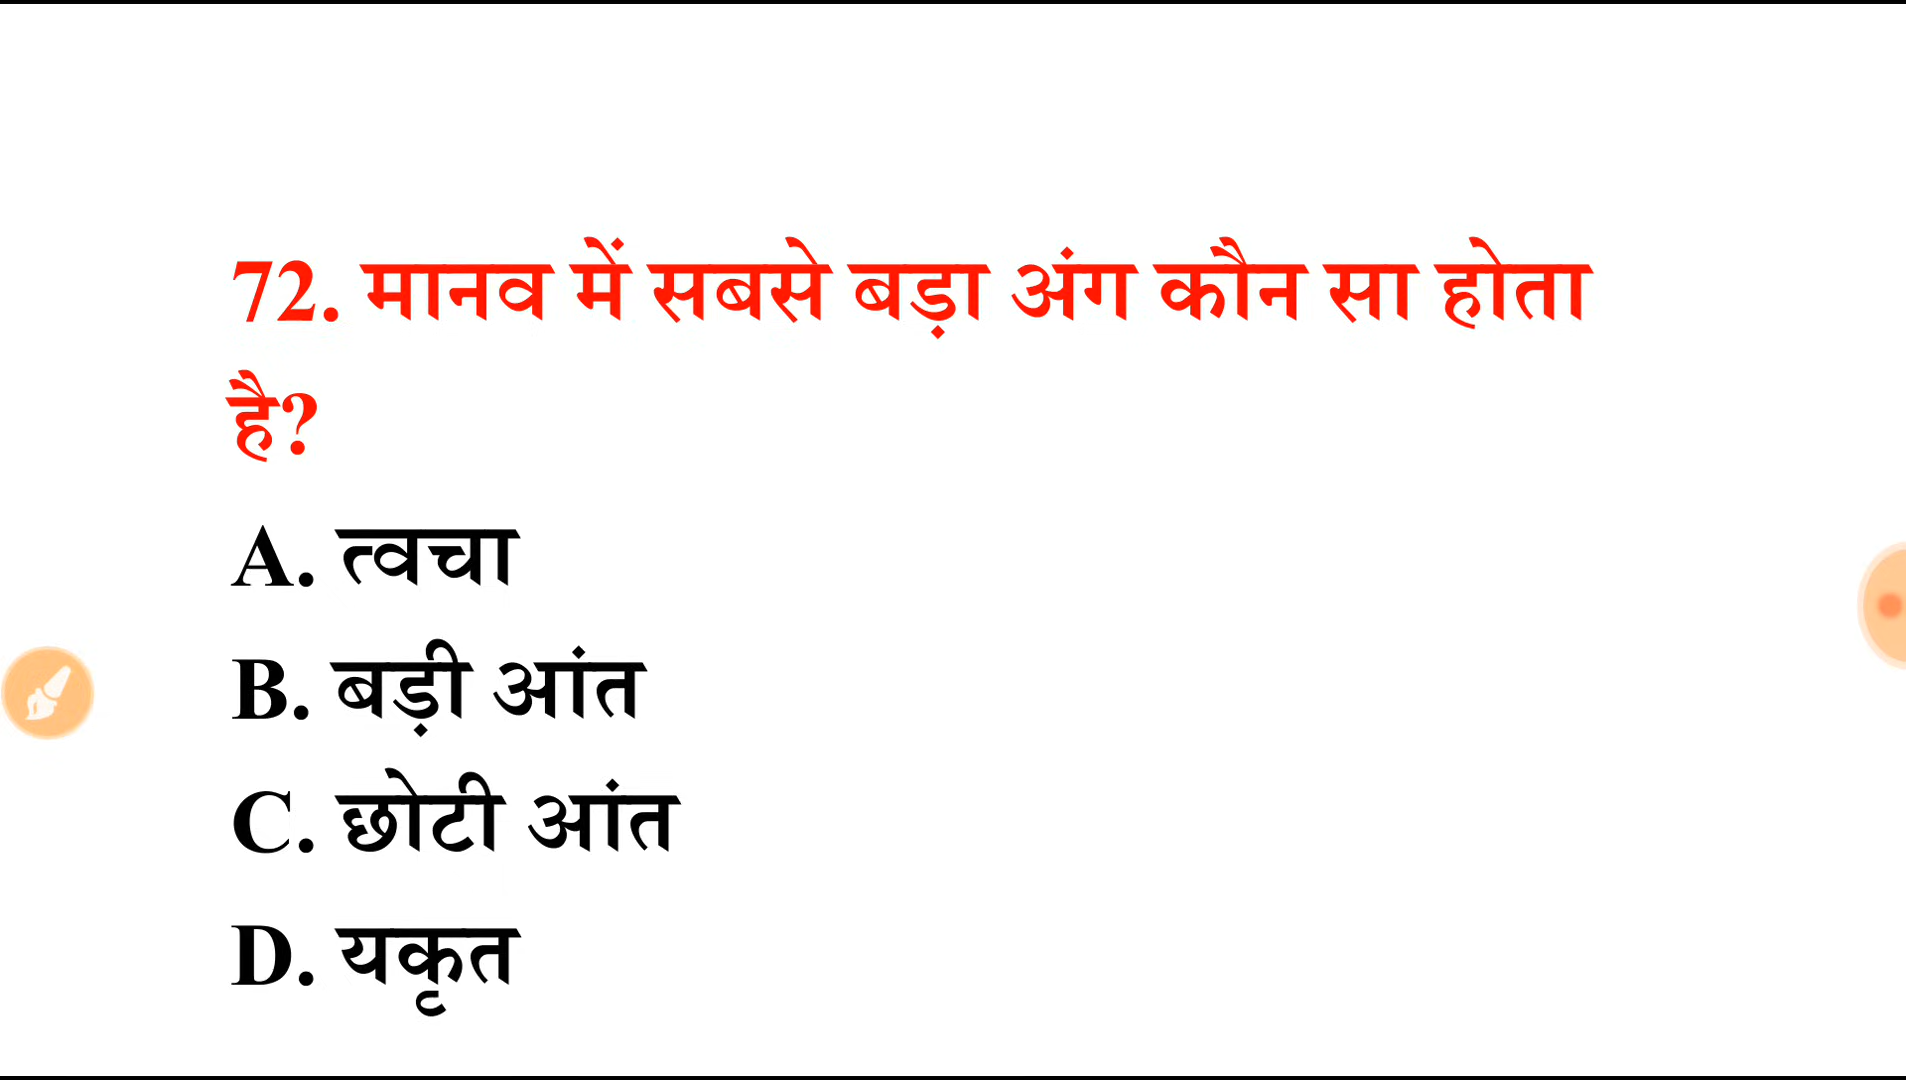 72. मानव में सबसे बड़ा अंग कौन सा होता
है?
A. त्वचा
B. बड़ी आंत
C. छोटी आंत
D. यकृत